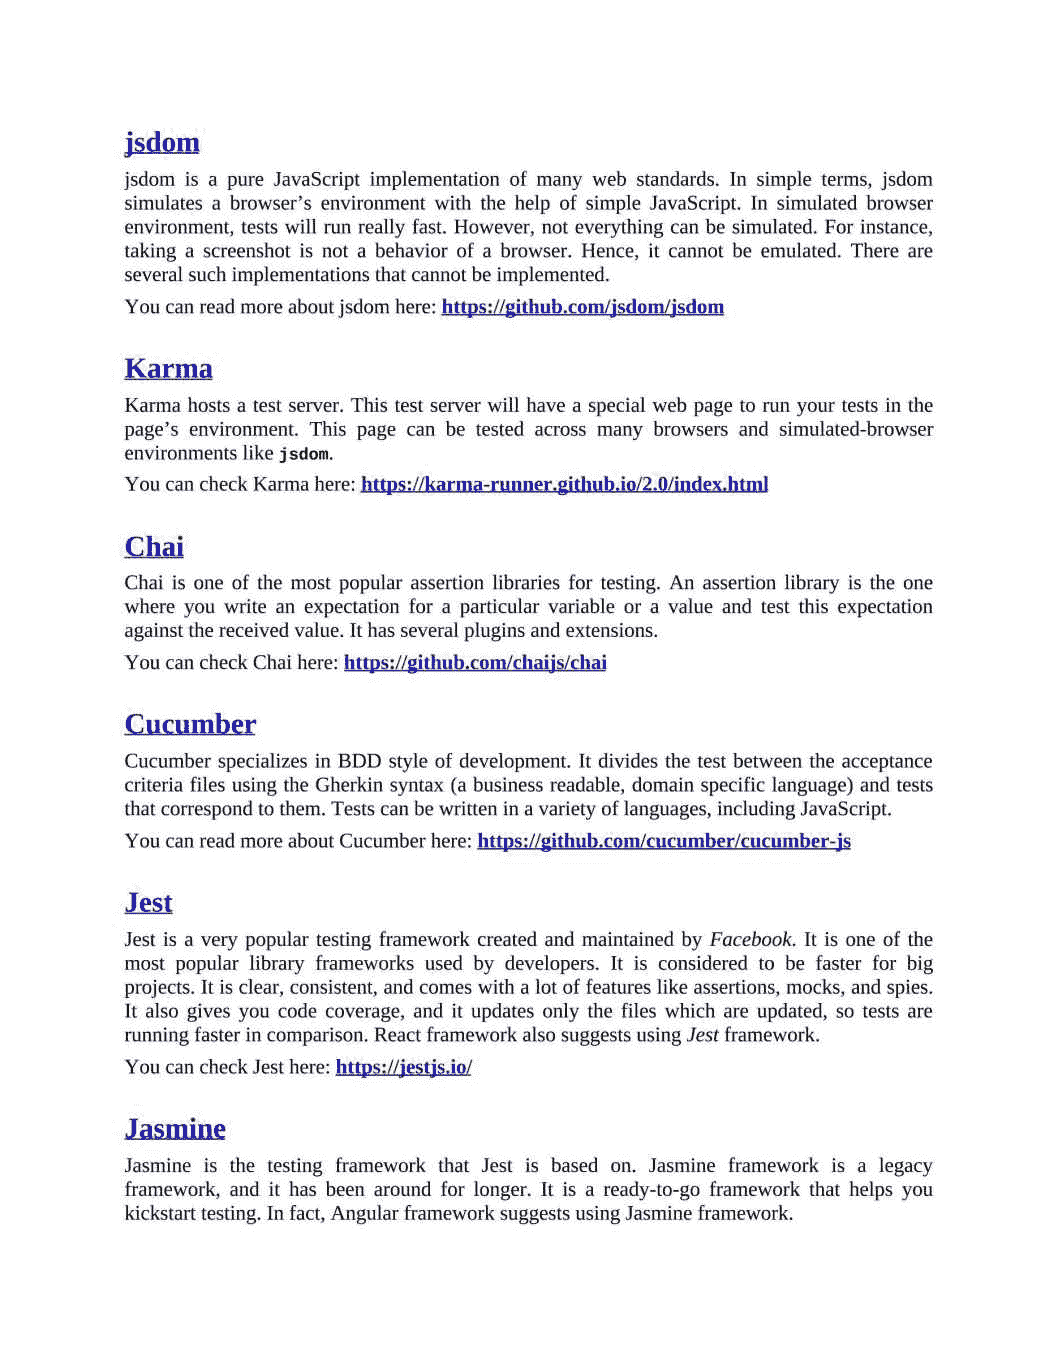 jsdom
jsdom is a pure JavaScript implementation of many web standards. In simple terms, jsdom
simulates a browser’s environment with the help of simple JavaScript. In simulated browser
environment, tests will run really fast. However, not everything can be simulated. For instance,
taking a screenshot is not a behavior of a browser. Hence, it cannot be emulated. There are
several such implementations that cannot be implemented.
You can read more about jsdom here: https://github.com/jsdom/jsdom
Karma
Karma hosts a test server. This test server will have a special web page to run your tests in the
page’s environment. This page can be tested across many browsers and simulated-browser
environments like jsdom.
You can check Karma here: https://karma-runner.github.io/2.0/index.html
Chai
Chai is one of the most popular assertion libraries for testing. An assertion library is the one
where you write an expectation for a particular variable or a value and test this expectation
against the received value. It has several plugins and extensions.
You can check Chai here: https://github.com/chaijs/chai
Cucumber
Cucumber specializes in BDD style of development. It divides the test between the acceptance
criteria files using the Gherkin syntax (a business readable, domain specific language) and tests
that correspond to them. Tests can be written in a variety of languages, including JavaScript.
You can read more about Cucumber here: https://github.com/cucumber/cucumber-js
Jest
Jest is a very popular testing framework created and maintained by Facebook. It is one of the
most popular library frameworks used by developers. It is considered to be faster for big
projects. It is clear, consistent, and comes with a lot of features like assertions, mocks, and spies.
It also gives you code coverage, and it updates only the files which are updated, so tests are
running faster in comparison. React framework also suggests using Jest framework.
You can check Jest here: https://jestjs.io/
Jasmine
Jasmine is the testing framework that Jest is based on. Jasmine framework is a legacy
framework, and it has been around for longer. It is a ready-to-go framework that helps you
kickstart testing. In fact, Angular framework suggests using Jasmine framework.